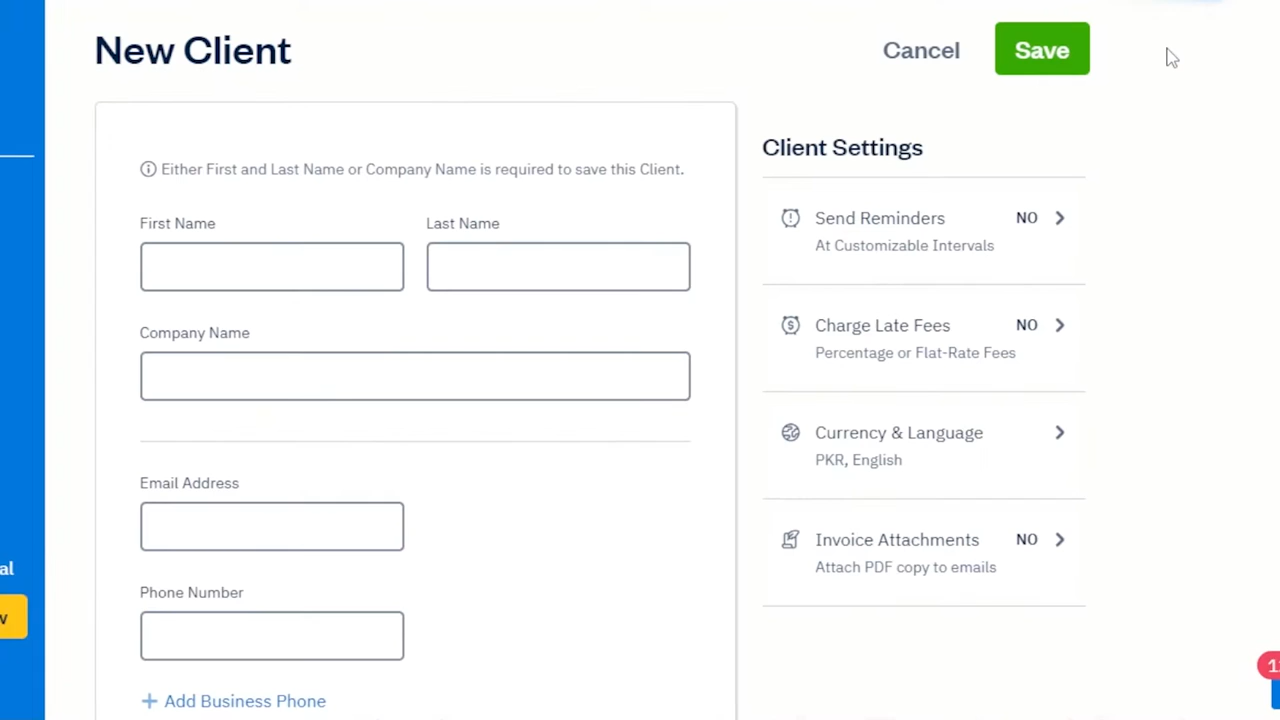 New Client
Cancel
Save
Either First and Last Name or Company Name is required to save this Client.
First Name
Last Name
Company Name
Email Address
Phone Number
+ Add Business Phone
Client Settings
Send Reminders
NO
At Customizable Intervals
Charge Late Fees
NO
Percentage or Flat-Rate Fees
Currency & Language
PKR, English
Invoice Attachments
NO
Attach PDF copy to emails
al